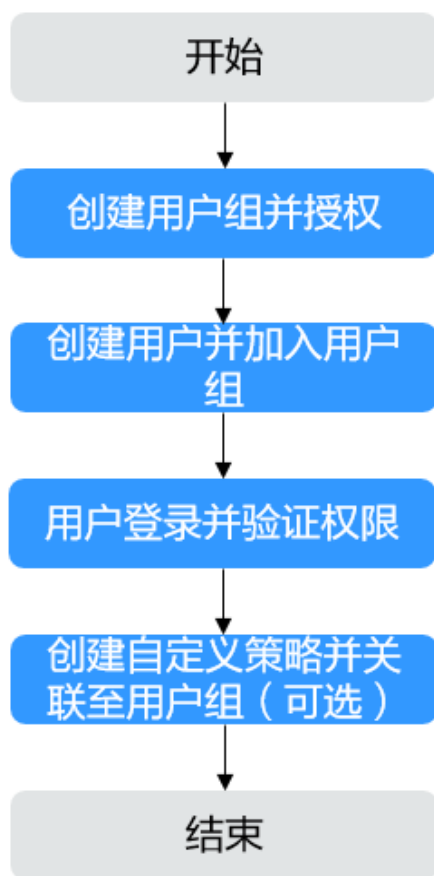 开始
创建用户组并授权
创建用户并加入用户
组
用户登录并验证权限
创建自定义策略并关
联至用户组（可选）
结束